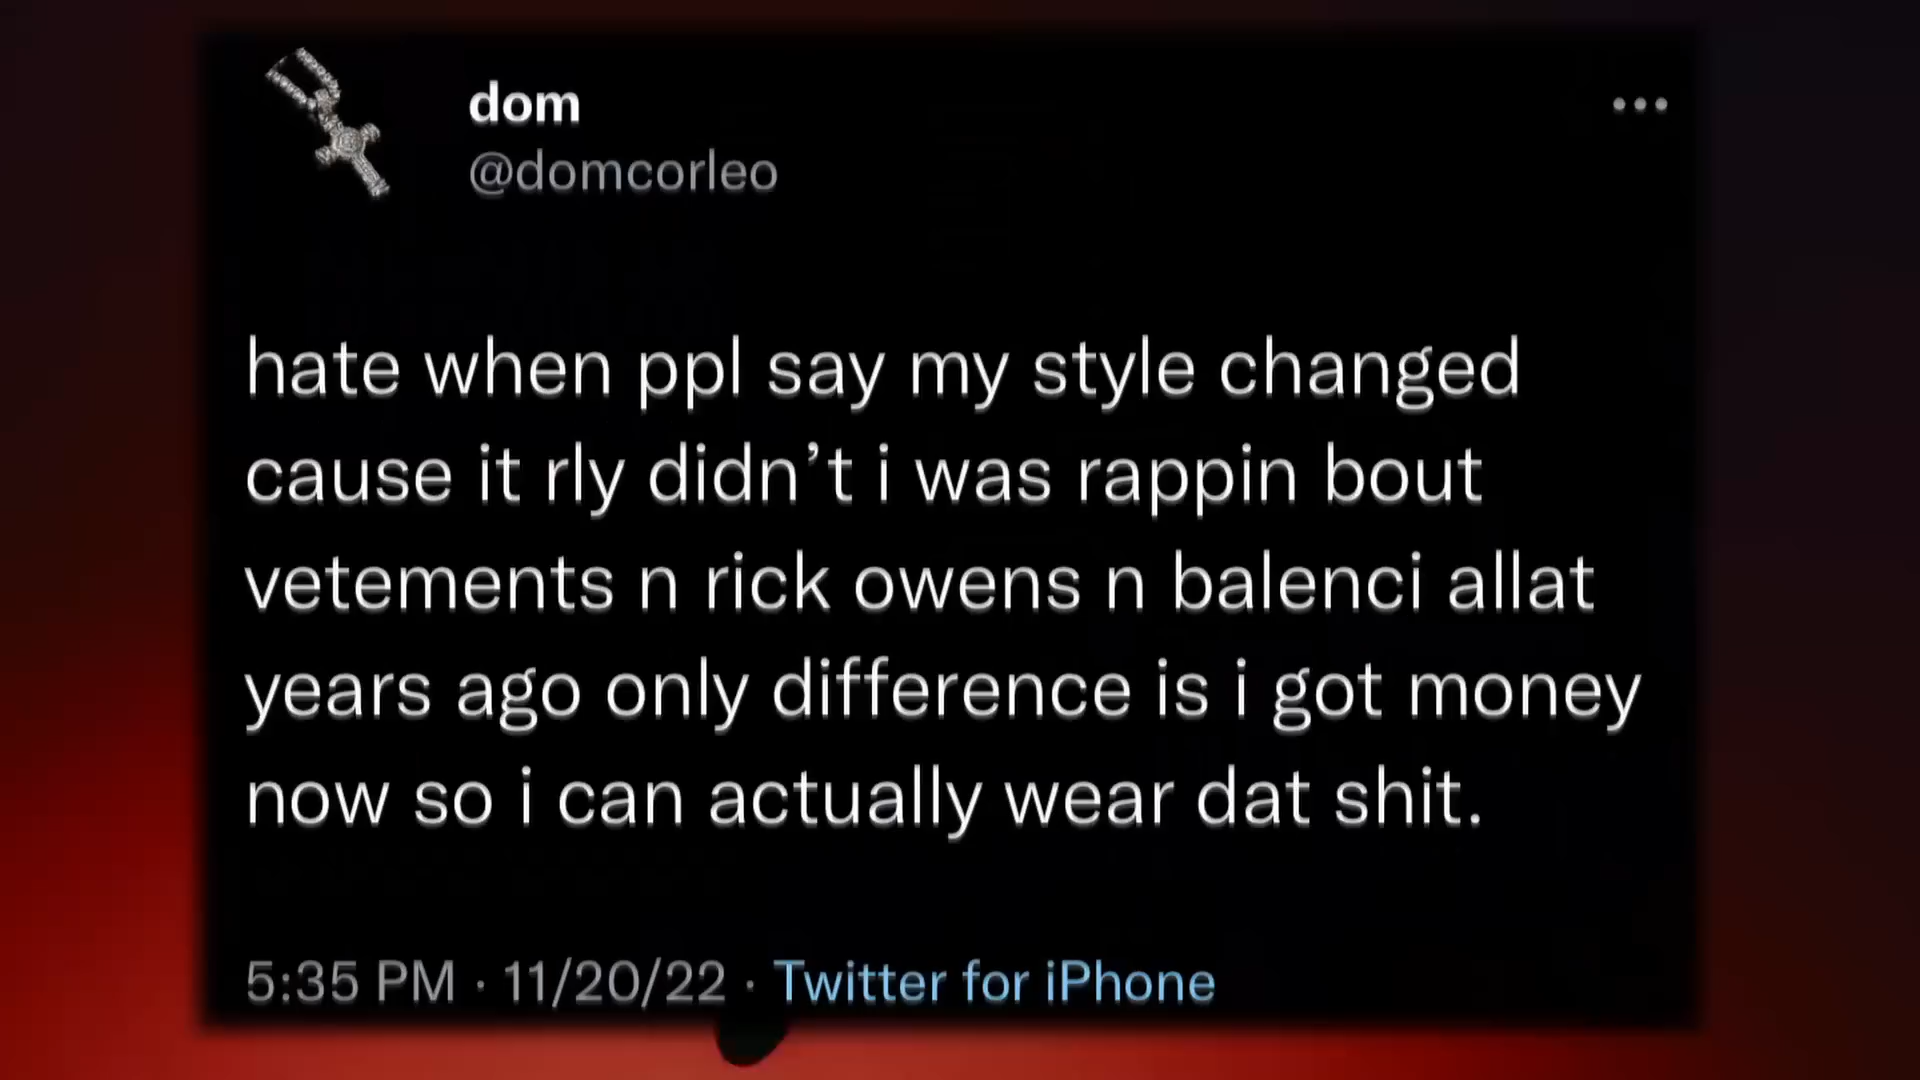 dom
@domcorleo
hate when ppl say my style changed
cause it rly didn’t i was rappin bout
vetements n rick owens n balenci allat
years ago only difference is i got money
now so i can actually wear dat shit.
5:35 PM · 11/20/22 · Twitter for iPhone